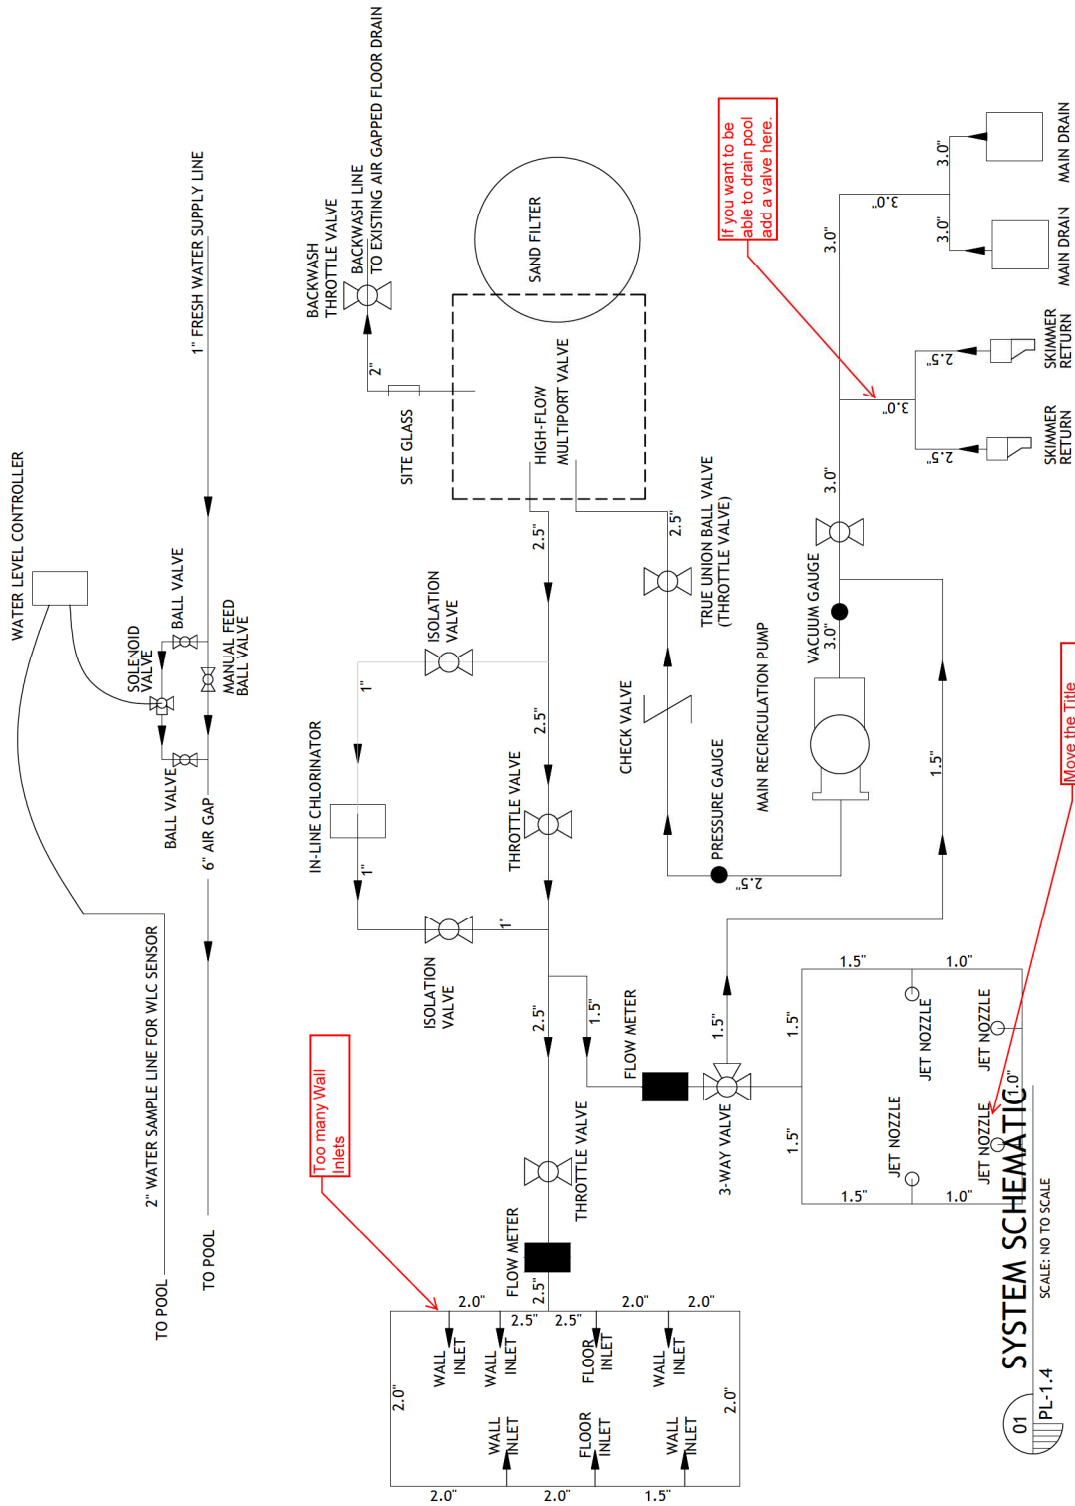 WATER LEVEL CONTROLLER
SOLENOID
VALVE
BALL VALVE
BALL VALVE
MANUAL FEED
BALL VALVE
1" FRESH WATER SUPPLY LINE
6" AIR GAP
2" WATER SAMPLE LINE FOR WLC SENSOR
TO POOL
TO POOL
BACKWASH
THROTTLE VALVE
BACKWASH LINE
TO EXISTING AIR GAPPED FLOOR DRAIN
2"
SITE GLASS
SAND FILTER
HIGH-FLOW
MULTIPORT VALVE
2.5"
2.5"
ISOLATION
VALVE
1"
IN-LINE CHLORINATOR
1"
ISOLATION
VALVE
1'
2.5"
THROTTLE VALVE
2.5"
1.5"
THROTTLE VALVE
FLOW METER
2.5"
Too many Wall
Inlets
TRUE UNION BALL VALVE
(THROTTLE VALVE)
CHECK VALVE
PRESSURE GAUGE
2.5"
MAIN RECIRCULATION PUMP
VACUUM GAUGE
3.0"
3.0"
3.0"
3.0"
3.0"
3.0"
3.0"
MAIN DRAIN
MAIN DRAIN
2.5"
2.5"
SKIMMER
RETURN
SKIMMER
RETURN
If you want to be
able to drain pool
add a valve here.
1.5"
1.5"
FLOW METER
3-WAY VALVE
1.5"
1.5"
1.5"
1.0"
1.5"
1.0"
1.0"
JET NOZZLE
JET NOZZLE
JET NOZZLE
JET NOZZLE
Move the Title
2.0"
2.5"
2.5"
2.0"
2.0"
2.0"
2.0"
2.0"
2.0"
1.5"
WALL
INLET
WALL
INLET
FLOOR
INLET
WALL
INLET
WALL
INLET
FLOOR
INLET
WALL
INLET
01
SYSTEM SCHEMATIC
PL-1.4
SCALE: NO TO SCALE